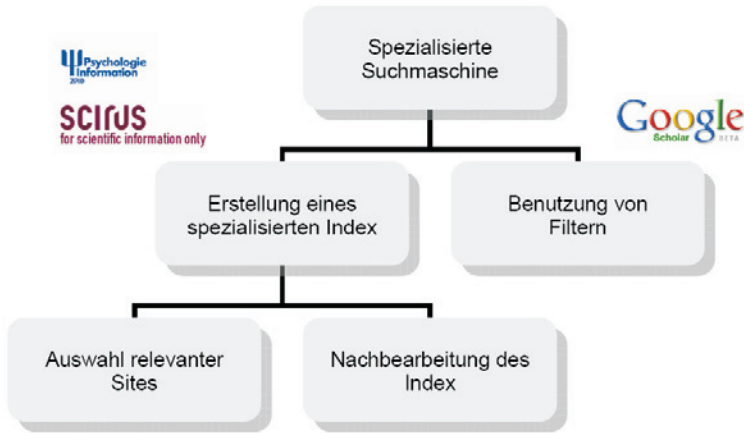 Spezialisierte
Suchmaschine
Psychologie
Information
SCIRUS
for scientific information only
Google
Scholar BETA
Erstellung eines
spezialisierten Index
Benutzung von
Filtern
Auswahl relevanter
Sites
Nachbearbeitung des
Index